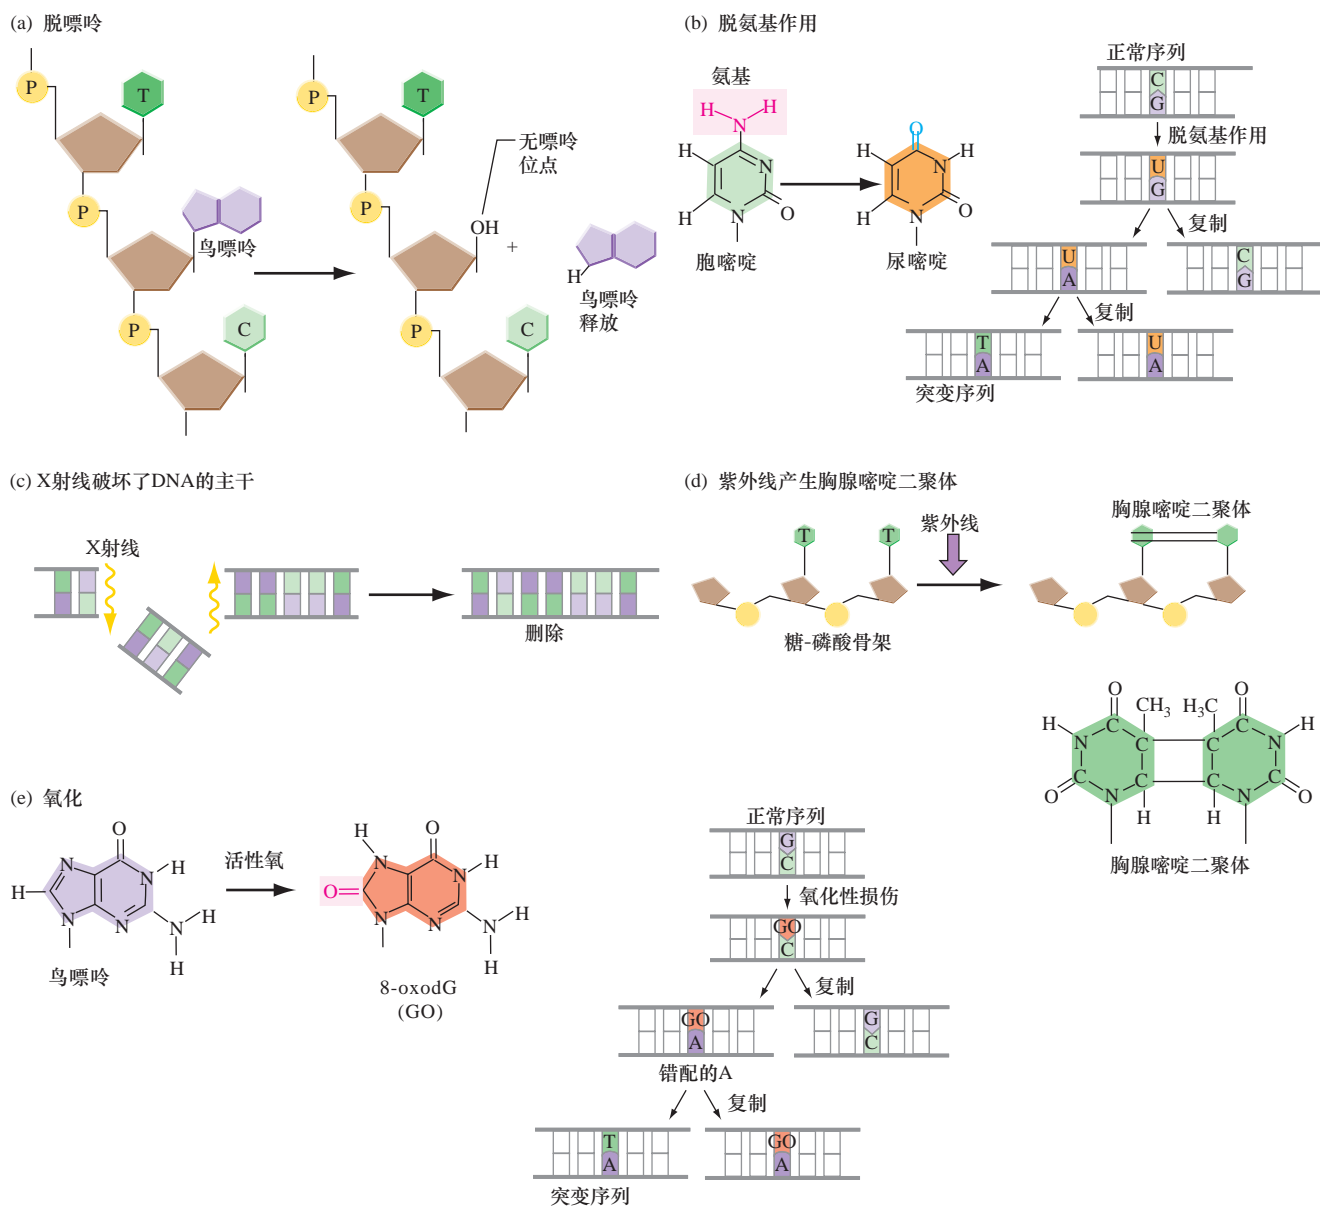 (a) 脱嘌呤
P
T
P
鸟嘌呤
P
C
P
T
无嘌呤
位点
P
OH
+
H
鸟嘌呤
释放
P
C
(b) 脱氨基作用
氨基
H
H
N
H
N
H
N
O
胞嘧啶
O
H
N
H
H
N
O
尿嘧啶
正常序列
C
G
脱氨基作用
U
G
复制
U
A
C
G
复制
T
A
突变序列
U
A
(c) X射线破坏了DNA的主干
X射线
删除
(d) 紫外线产生胸腺嘧啶二聚体
T
T
紫外线
糖-磷酸骨架
胸腺嘧啶二聚体
O
CH₃
H₃C
O
H
C
C
H
N
C
C
N
C
C
C
C
O
N
N
O
H
H
胸腺嘧啶二聚体
(e) 氧化
O
N
N
H
H
N
N
N
H
H
鸟嘌呤
活性氧
H
O
N
N
H
O
N
N
N
H
H
8-oxodG
(GO)
正常序列
G
C
氧化性损伤
GO
C
复制
GO
A
错配的A
G
C
复制
T
A
突变序列
GO
A